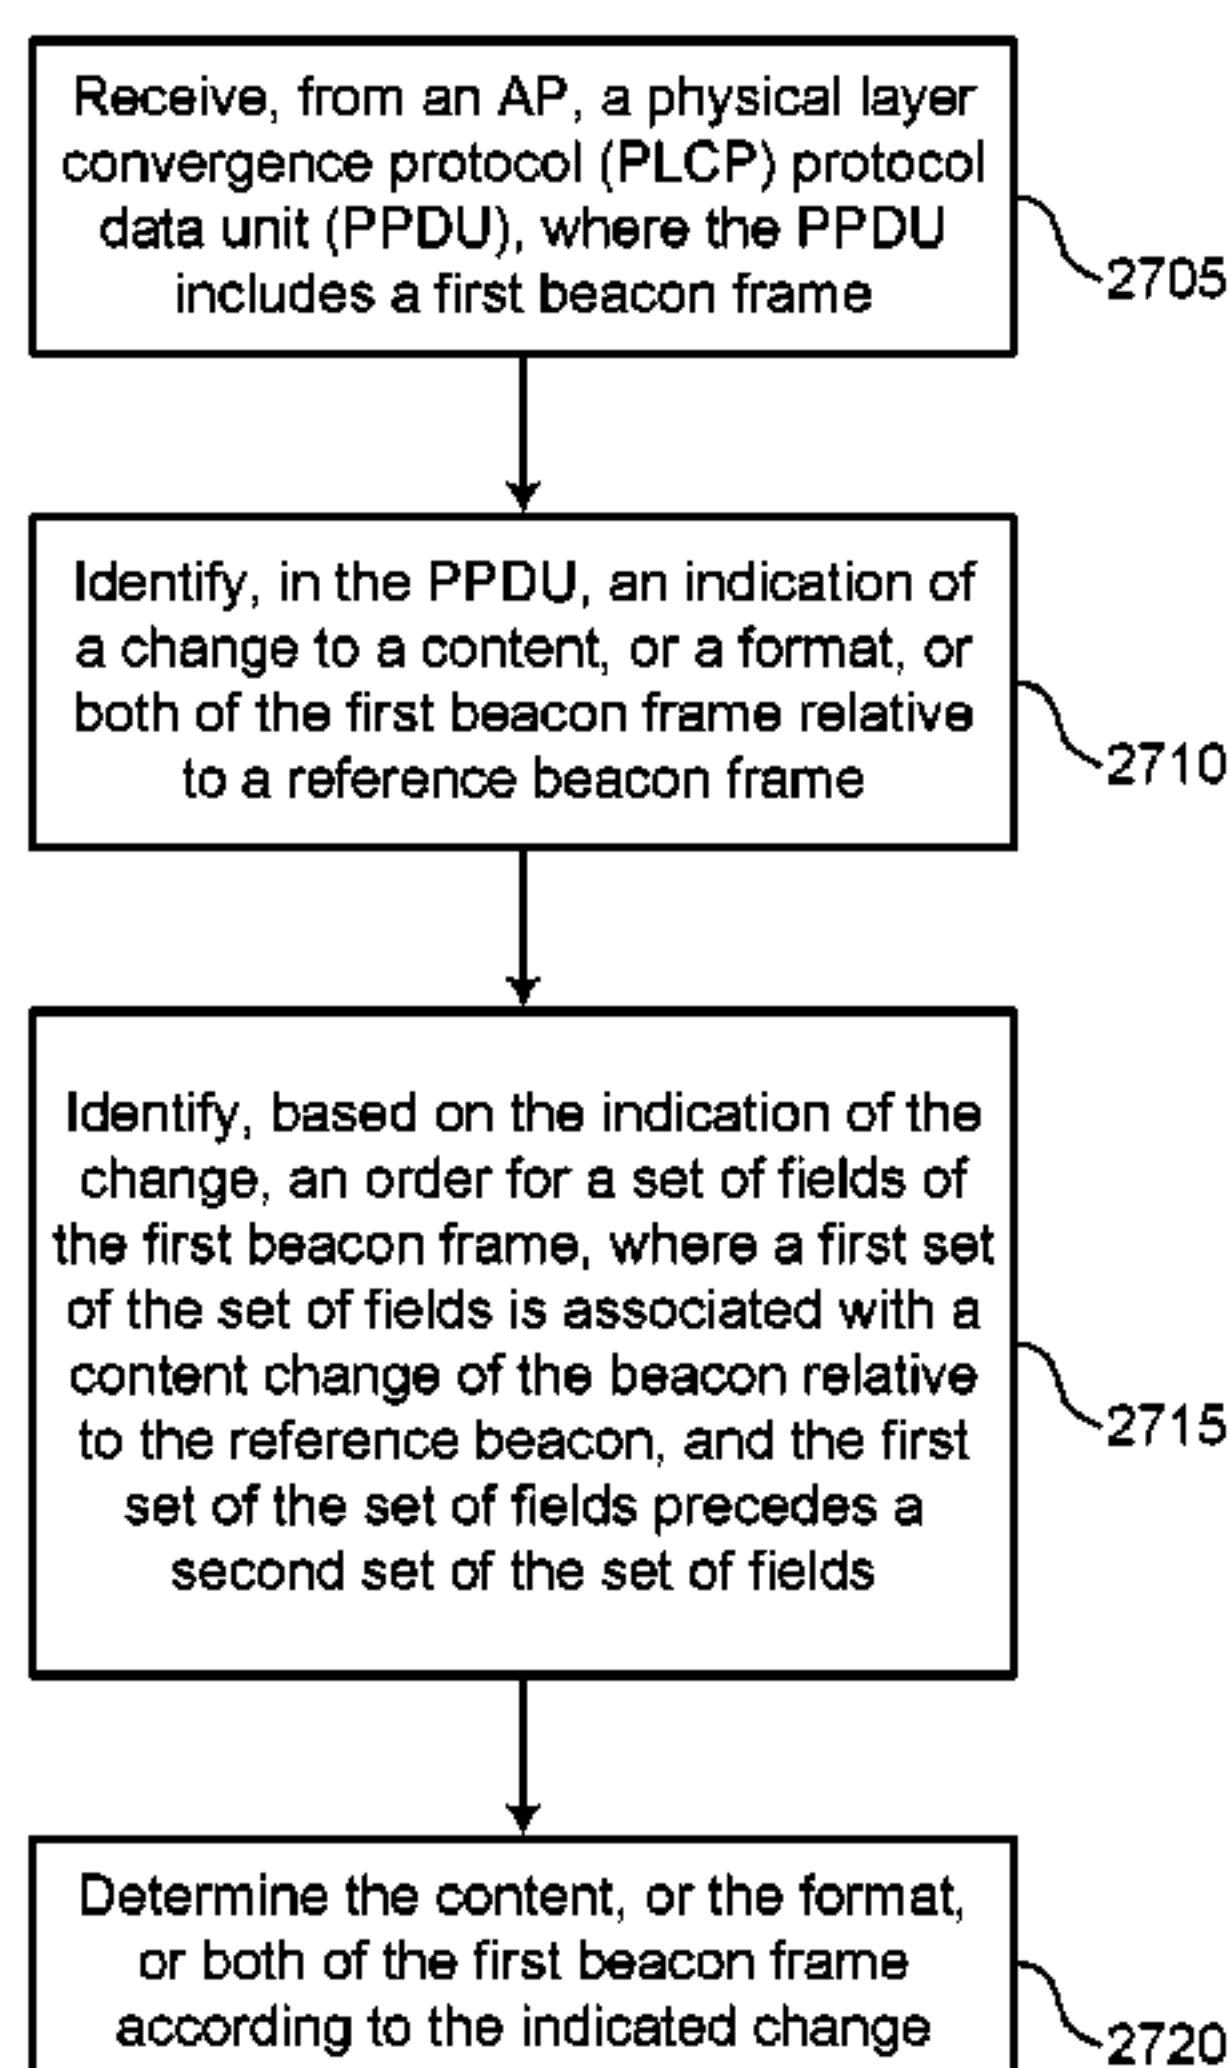 Receive, from an AP, a physical layer
convergence protocol (PLCP) protocol
data unit (PPDU), where the PPDU
includes a first beacon frame
2705
Identify, in the PPDU, an indication of
a change to a content, or a format, or
both of the first beacon frame relative
to a reference beacon frame
2710
Identify, based on the indication of the
change, an order for a set of fields of
the first beacon frame, where a first set
of the set of fields is associated with a
content change of the beacon relative
to the reference beacon, and the first
set of the set of fields precedes a
second set of the set of fields
2715
Determine the content, or the format,
or both of the first beacon frame
according to the indicated change
2720